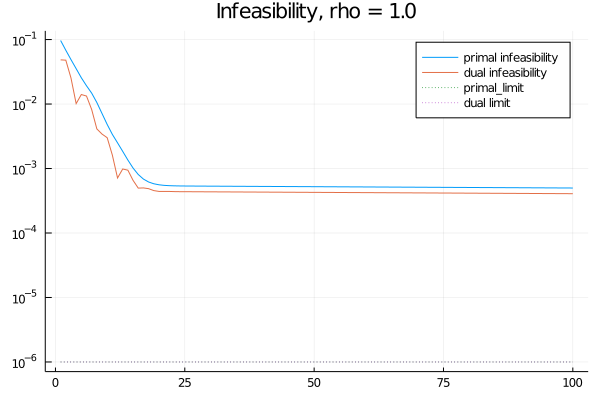 Infeasibility, rho = 1.0
primal infeasibility
dual infeasibility
primal_limit
dual limit
10⁻¹
10⁻²
10⁻³
10⁻⁴
10⁻⁵
10⁻⁶
0 25 50 75 100